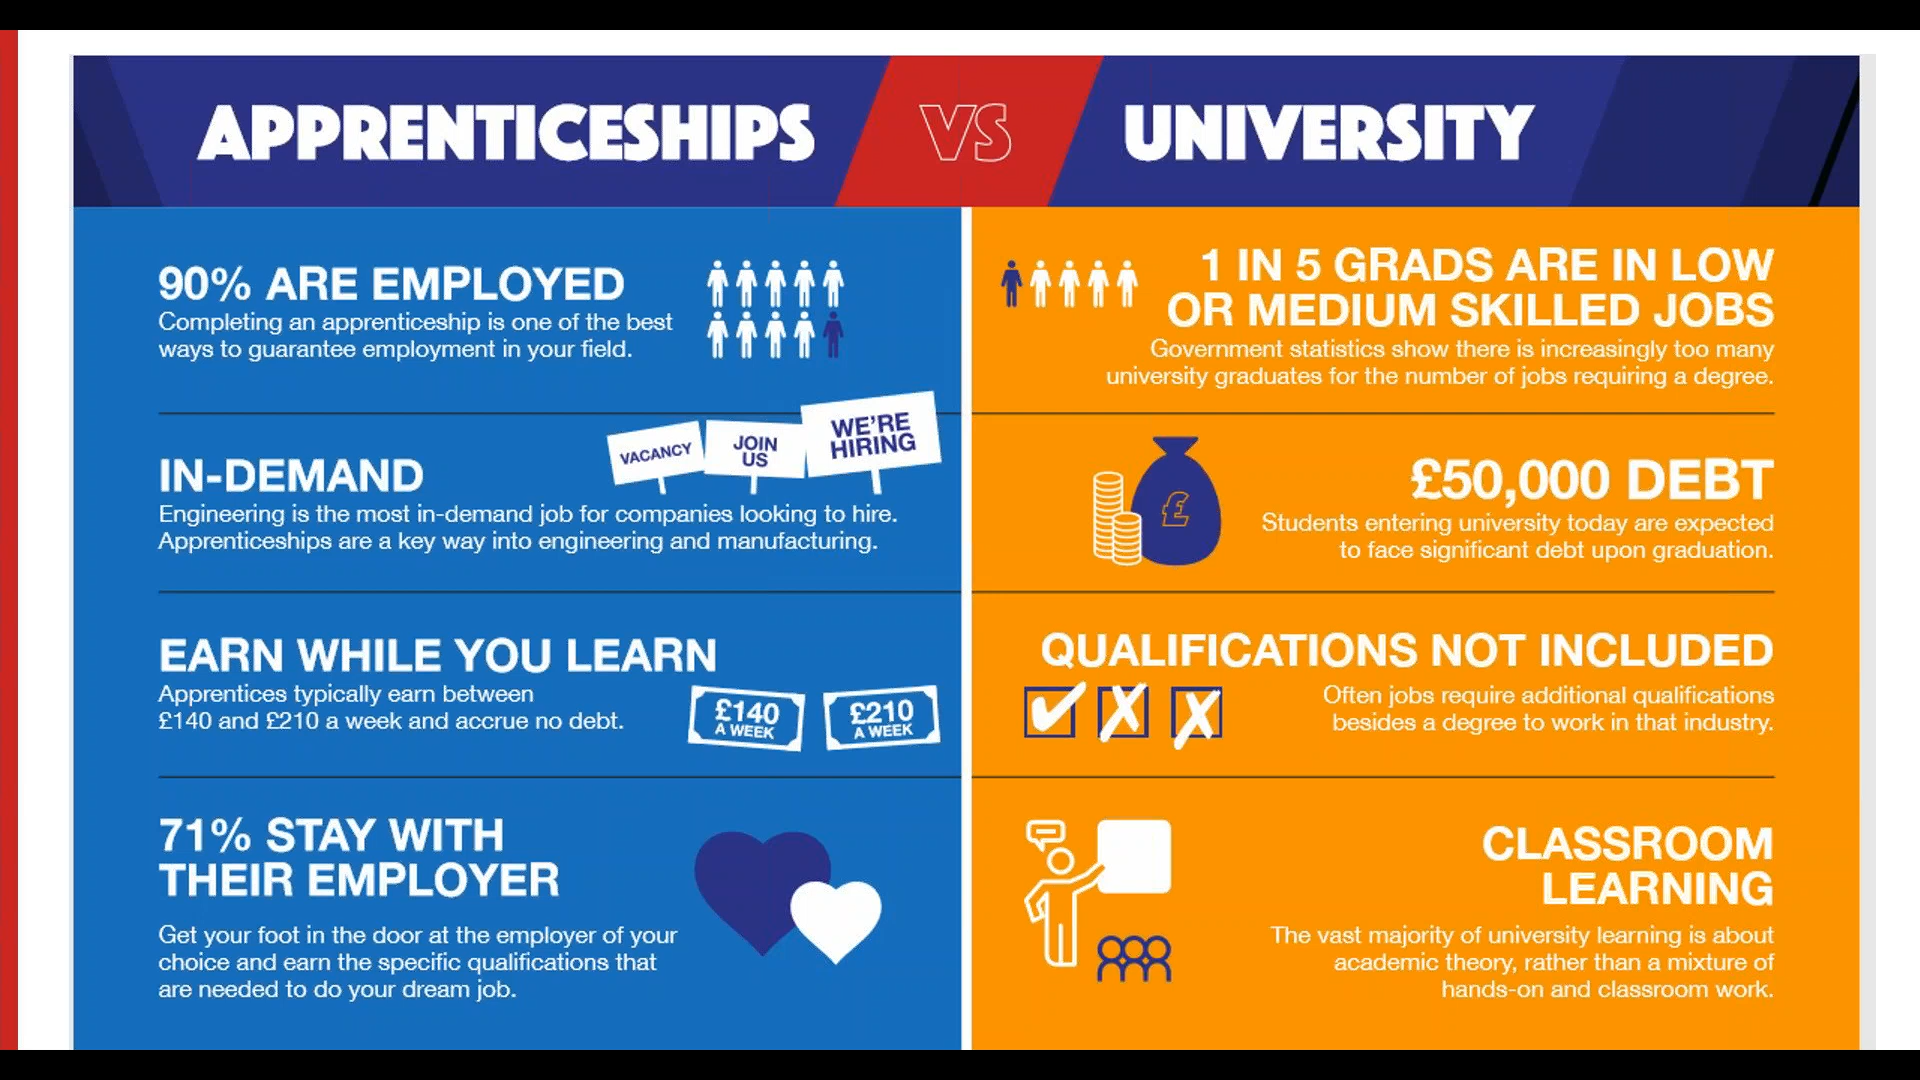 APPRENTICESHIPS VS UNIVERSITY
90% ARE EMPLOYED
Completing an apprenticeship is one of the best
ways to guarantee employment in your field.
IN-DEMAND
VACANCY
JOIN
US
WE'RE
HIRING
Engineering is the most in-demand job for companies looking to hire.
Apprenticeships are a key way into engineering and manufacturing.
EARN WHILE YOU LEARN
Apprentices typically earn between
£140 and £210 a week and accrue no debt.
£140
A WEEK
£210
A WEEK
71% STAY WITH
THEIR EMPLOYER
Get your foot in the door at the employer of your
choice and earn the specific qualifications that
are needed to do your dream job.
1 IN 5 GRADS ARE IN LOW
OR MEDIUM SKILLED JOBS
Government statistics show there is increasingly too many
university graduates for the number of jobs requiring a degree.
£
£50,000 DEBT
Students entering university today are expected
to face significant debt upon graduation.
QUALIFICATIONS NOT INCLUDED
Often jobs require additional qualifications
besides a degree to work in that industry.
CLASSROOM
LEARNING
The vast majority of university learning is about
academic theory, rather than a mixture of
hands-on and classroom work.